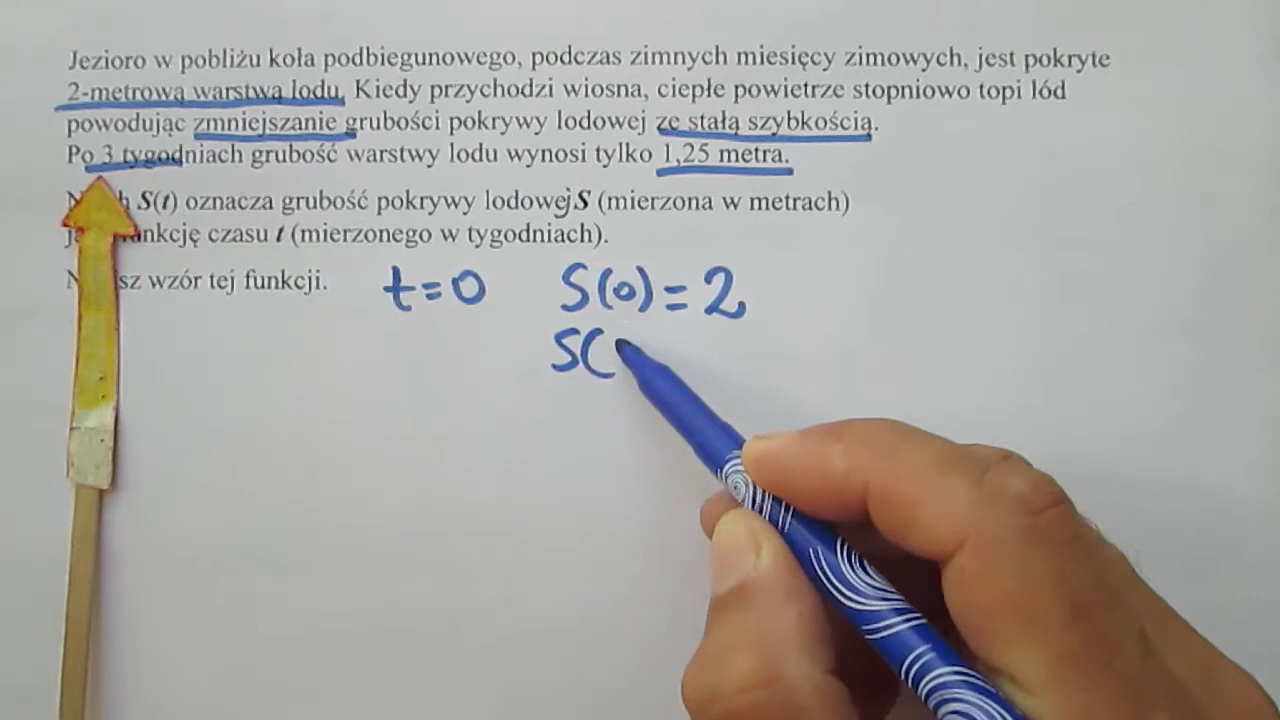 Jezioro w pobliżu koła podbiegunowego, podczas zimnych miesięcy zimowych, jest pokryte
2-metrową warstwą lodu. Kiedy przychodzi wiosna, ciepłe powietrze stopniowo topi lód
powodując zmniejszanie grubości pokrywy lodowej ze stałą szybkością.
Po 3 tygodniach grubość warstwy lodu wynosi tylko 1,25 metra.
S(t) oznacza grubość pokrywy lodowej S (mierzona w metrach)
funkcję czasu t (mierzonego w tygodniach).
wzór tej funkcji. t=0 S(0)=2
S(